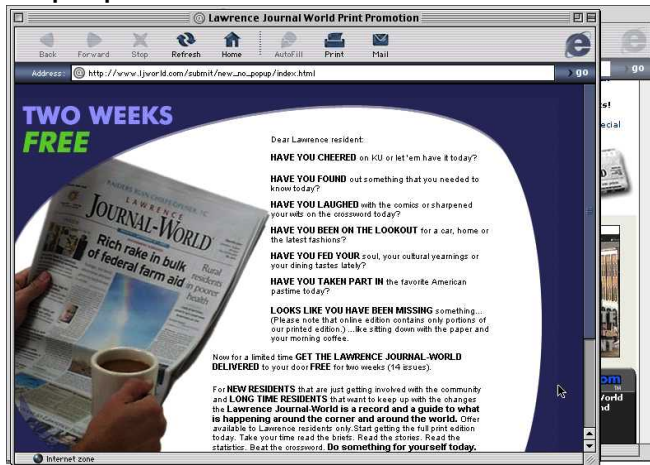 Lawrence Journal World Print Promotion
Back Forward Stop Refresh Home AutoFill Print Mail
Address: http://www.ljworld.com/submit/new_no_popup/index.html go
go
TWO WEEKS
FREE
Dear Lawrence resident:
HAVE YOU CHEERED on KU or let 'em have it today?
HAVE YOU FOUND out something that you needed to
know today?
HAVE YOU LAUGHED with the comics or sharpened
your wits on the crossword today?
HAVE YOU BEEN ON THE LOOKOUT for a car, home or
the latest fashions?
HAVE YOU FED YOUR soul, your cultural yearnings or
your dining tastes lately?
HAVE YOU TAKEN PART IN the favorite American
pastime today?
LOOKS LIKE YOU HAVE BEEN MISSING something...
(Please note that online edition contains only portions of
our printed edition.) ...like sitting down with the paper and
your morning coffee.
Now for a limited time GET THE LAWRENCE JOURNAL-WORLD
DELIVERED to your door FREE for two weeks (14 issues).
For NEW RESIDENTS that are just getting involved with the community
and LONG TIME RESIDENTS that want to keep up with the changes
the Lawrence Journal-World is a record and a guide to what
is happening around the corner and around the world. Offer
available to Lawrence residents only.Start getting the full print edition
today. Take your time read the briefs. Read the stories. Read the
statistics. Beat the crossword. Do something for yourself today.
LAWRENCE
JOURNAL-WORLD
Rich rake in bulk
of federal farm aid
Rural
residents
in poorer
health
Internet zone